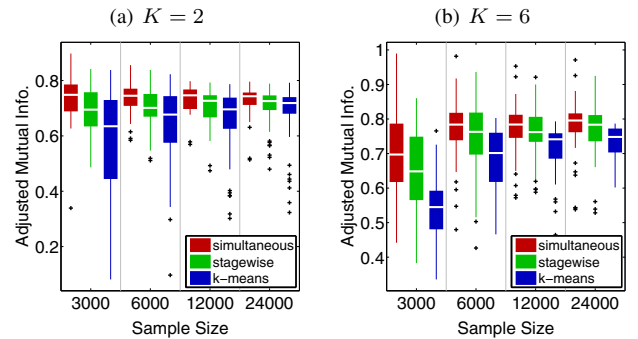 (a) K = 2
Adjusted Mutual Info.
0.8
0.6
0.4
0.2
simultaneous
stagewise
k−means
3000 6000 12000 24000
Sample Size
(b) K = 6
Adjusted Mutual Info.
1
0.9
0.8
0.7
0.6
0.5
0.4
simultaneous
stagewise
k−means
3000 6000 12000 24000
Sample Size